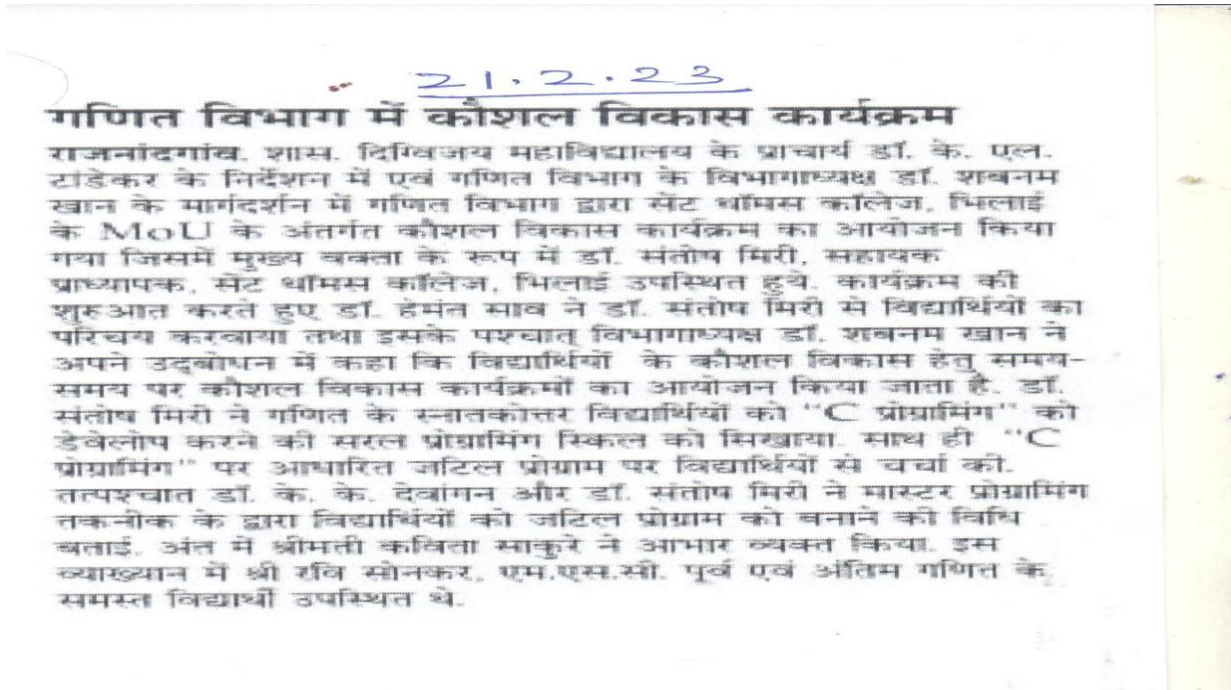 21.2.23
गणित विभाग में कौशल विकास कार्यक्रम
राजनांदगांव. शास. दिग्विजय महाविद्यालय के प्राचार्य डॉ. के. एल.
टांडेकर के निर्देशन में एवं गणित विभाग के विभागाध्यक्ष डॉ. शबनम
खान के मार्गदर्शन में गणित विभाग द्वारा सेंट थॉमस कॉलेज, भिलाई
के MoU के अंतर्गत कौशल विकास कार्यक्रम का आयोजन किया
गया जिसमें मुख्य वक्ता के रूप में डॉ. संतोष मिरी, सहायक
प्राध्यापक, सेंट थॉमस कॉलेज, भिलाई उपस्थित हुये. कार्यक्रम की
शुरुआत करते हुए डॉ. हेमंत साव ने डॉ. संतोष मिरी से विद्यार्थियों का
परिचय करवाया तथा इसके पश्चात् विभागाध्यक्ष डॉ. शबनम खान ने
अपने उद्बोधन में कहा कि विद्यार्थियों के कौशल विकास हेतु समय-
समय पर कौशल विकास कार्यक्रमों का आयोजन किया जाता है. डॉ.
संतोष मिरी ने गणित के स्नातकोत्तर विद्यार्थियों को "C प्रोग्रामिंग" को
डेवेलोप करने की सरल प्रोग्रामिंग स्किल को सिखाया. साथ ही "C
प्रोग्रामिंग" पर आधारित जटिल प्रोग्राम पर विद्यार्थियों से चर्चा की.
तत्पश्चात डॉ. के. के. देवांगन और डॉ. संतोष मिरी ने मास्टर प्रोग्रामिंग
तकनीक के द्वारा विद्यार्थियों को जटिल प्रोग्राम को बनाने की विधि
बताई. अंत में श्रीमती कविता साकुरे ने आभार व्यक्त किया. इस
व्याख्यान में श्री रवि सोनकर, एम.एस.सी. पूर्व एवं अंतिम गणित के
समस्त विद्यार्थी उपस्थित थे.